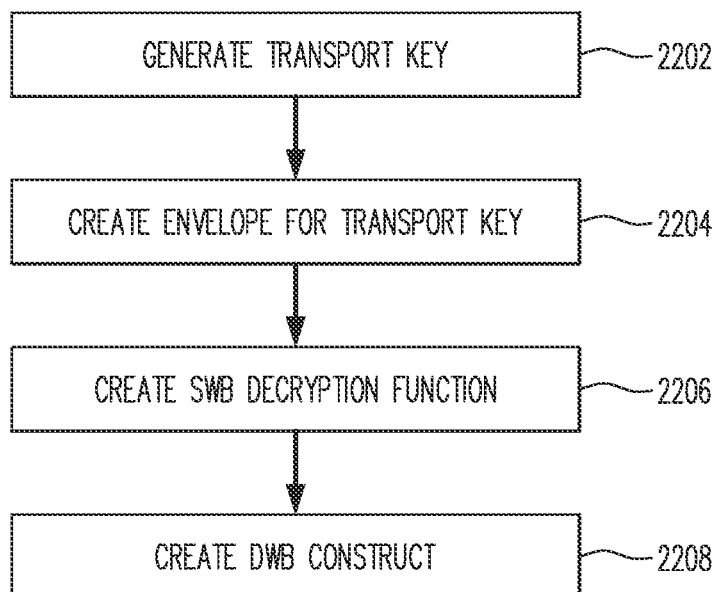 GENERATE TRANSPORT KEY 2202
CREATE ENVELOPE FOR TRANSPORT KEY 2204
CREATE SWB DECRYPTION FUNCTION 2206
CREATE DWB CONSTRUCT 2208